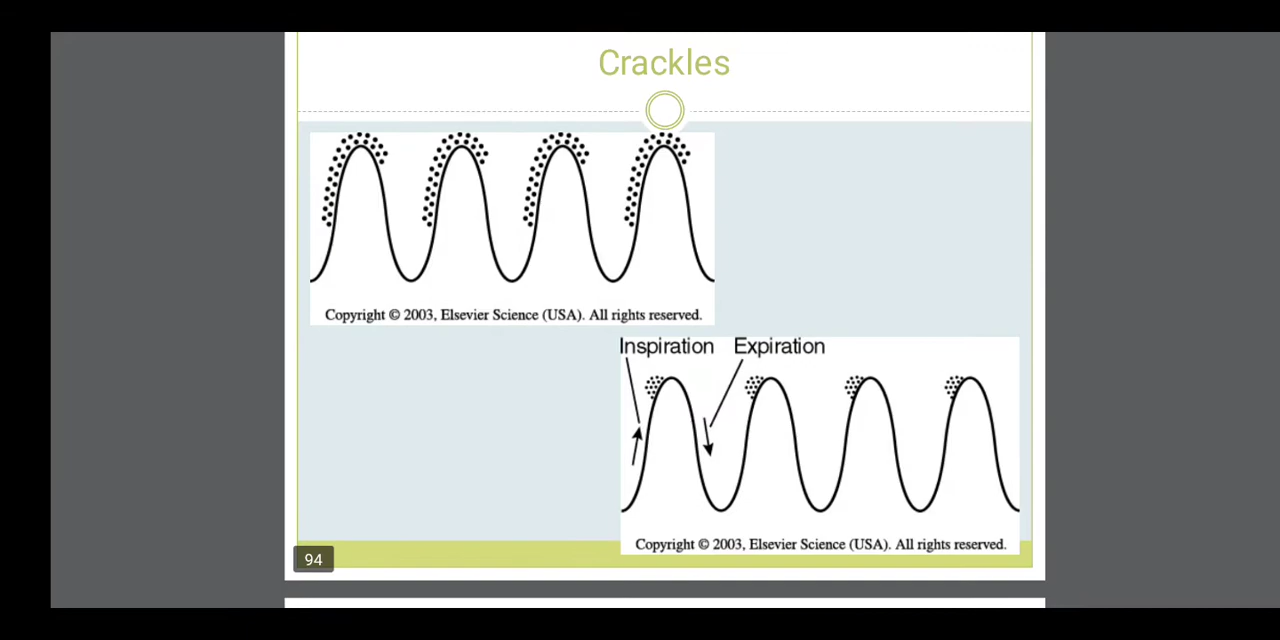 Crackles
Copyright © 2003, Elsevier Science (USA). All rights reserved.
Inspiration Expiration
Copyright © 2003, Elsevier Science (USA). All rights reserved.
94